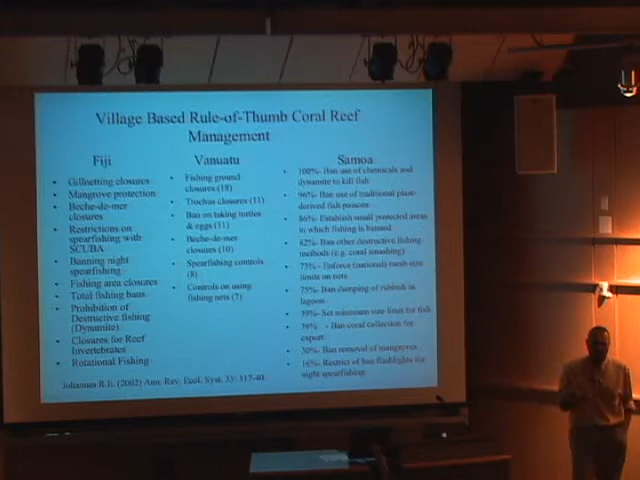 Village Based Rule-of-Thumb Coral Reef
Management
Fiji
• Gillnetting closures
• Mangrove protection
• Beche-de-mer
closures
• Restrictions on
spearfishing with
SCUBA
• Banning night
spearfishing
• Fishing area closures
• Total fishing bans
• Prohibition of
Destructive fishing
(Dynamite)
• Closures for Reef
Invertebrates
• Rotational Fishing
Vanuatu
• Fishing ground
closures (18)
• Trochus closures (11)
• Ban on taking turtles
& eggs (11)
• Beche-de-mer
closures (10)
• Spearfishing controls
(8)
• Controls on using
fishing nets (7)
Samoa
• 100%- Ban use of chemicals and
dynamite to kill fish
• 96%- Ban use of traditional plant-
derived fish poisons
• 86%- Establish small protected areas
in which fishing is banned
• 82%- Ban other destructive fishing
methods (e.g. coral smashing)
• 75%- Enforce (national) mesh size
limits on nets
• 75%- Ban dumping of rubbish in
lagoon
• 39%- Set minimum size limit for fish
• 39% - Ban coral collection for
export
• 30%- Ban removal of mangroves
• 16%- Restrict or ban flashlights for
night spearfishing
Johannes R.E. (2002) Ann. Rev. Ecol. Syst. 33: 317-40.